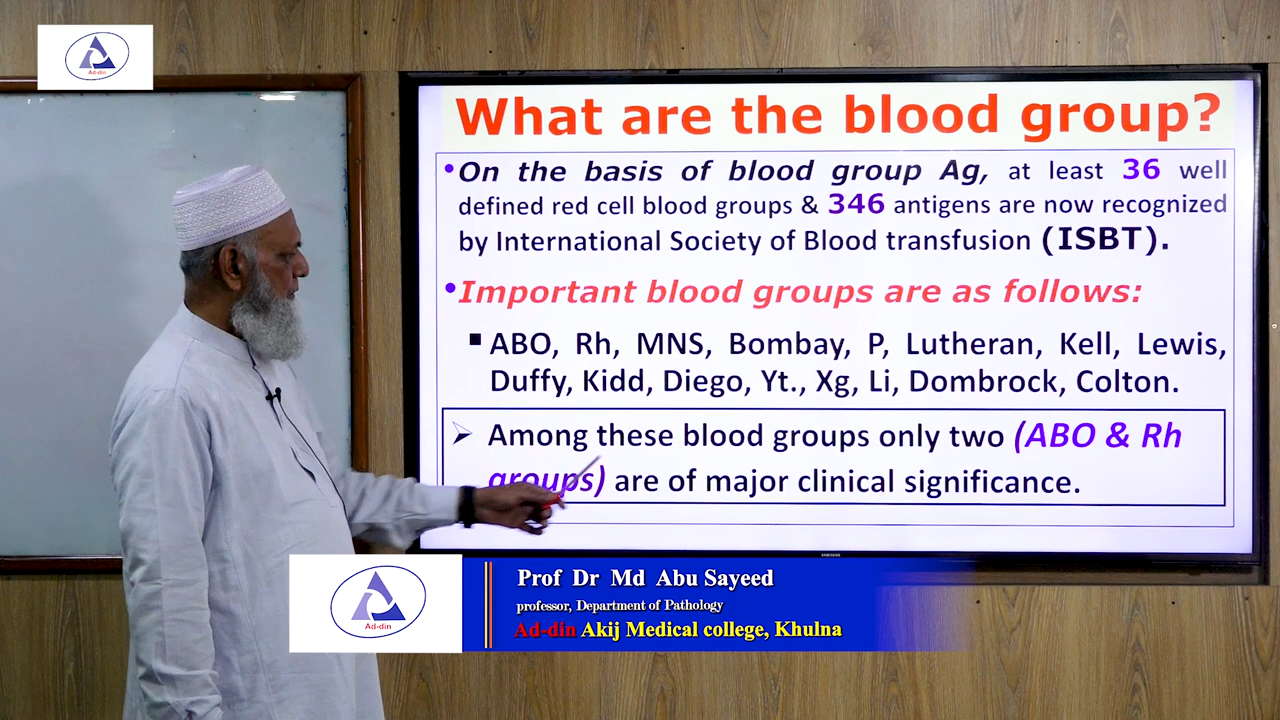 Ad-din
What are the blood group?
•On the basis of blood group Ag, at least 36 well
defined red cell blood groups & 346 antigens are now recognized
by International Society of Blood transfusion (ISBT).
•Important blood groups are as follows:
▪ABO, Rh, MNS, Bombay, P, Lutheran, Kell, Lewis,
Duffy, Kidd, Diego, Yt., Xg, Li, Dombrock, Colton.
➢ Among these blood groups only two (ABO & Rh
groups) are of major clinical significance.
SAMSUNG
Ad-din
Prof Dr Md Abu Sayeed
professor, Department of Pathology
Ad-din Akij Medical college, Khulna